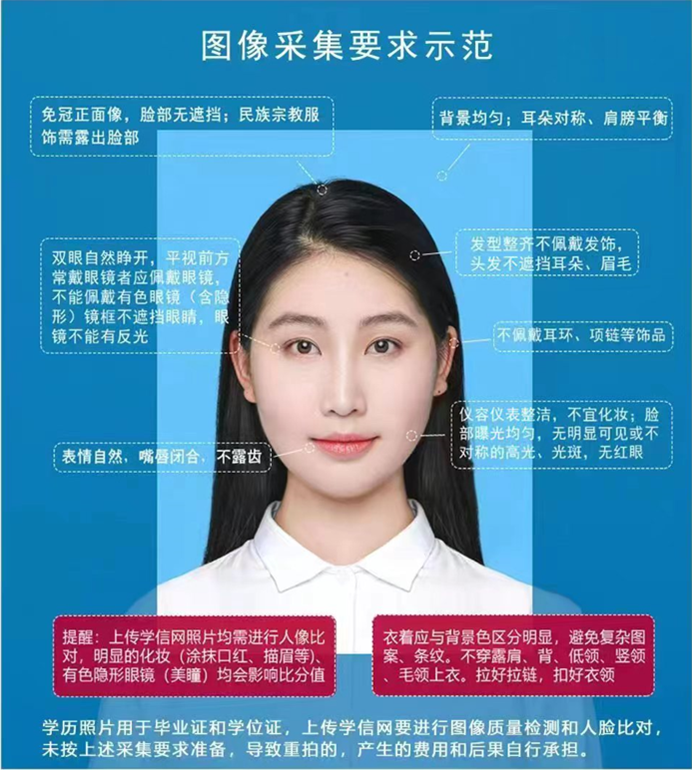 图像采集要求示范
免冠正面像，脸部无遮挡；民族宗教服
饰需露出脸部
背景均匀；耳朵对称、肩膀平衡
双眼自然睁开，平视前方
常戴眼镜者应佩戴眼镜，
不能佩戴有色眼镜（含隐
形）镜框不遮挡眼睛，眼
镜不能有反光
发型整齐不佩戴发饰，
头发不遮挡耳朵、眉毛
不佩戴耳环、项链等饰品
仪容仪表整洁，不宜化妆；脸
部曝光均匀，无明显可见或不
对称的高光、光斑，无红眼
表情自然，嘴唇闭合，不露齿
提醒：上传学信网照片均需进行人像比
对，明显的化妆（涂抹口红、描眉等）、
有色隐形眼镜（美瞳）均会影响比分值
衣着应与背景色区分明显，避免复杂图
案、条纹。不穿露肩、背、低领、竖领
、毛领上衣。拉好拉链，扣好衣领
学历照片用于毕业证和学位证，上传学信网要进行图像质量检测和人脸比对，
未按上述采集要求准备，导致重拍的，产生的费用和后果自行承担。